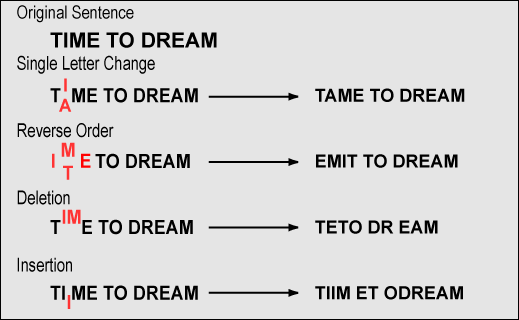 Original Sentence
TIME TO DREAM
Single Letter Change
I
T ME TO DREAM TAME TO DREAM
A
Reverse Order
M
I E TO DREAM EMIT TO DREAM
T
Deletion
IM
T E TO DREAM TETO DR EAM
Insertion
TI ME TO DREAM TIIM ET ODREAM
I